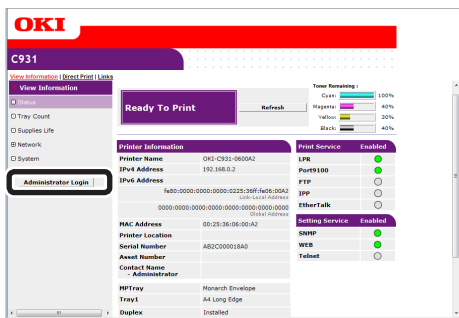 OKI
C931
View Information | Direct Print | Links
View Information
Status
Tray Count
Supplies Life
Network
System
Administrator Login
Ready To Print
Refresh
Toner Remaining :
Cyan: 100%
Magenta: 40%
Yellow: 30%
Black: 40%
Printer Information
Printer Name OKI-C931-0600A2
IPv4 Address 192.168.0.2
IPv6 Address
fe80:0000:0000:0000:0225:36ff:fe06:00A2
Link-Local Address
0000:0000:0000:0000:0000:0000:0000:0000
Global Address
MAC Address 00:25:36:06:00:A2
Printer Location
Serial Number AB2C000018A0
Asset Number
Contact Name
- Administrator
MPTray Monarch Envelope
Tray1 A4 Long Edge
Duplex Installed
Print Service Enabled
LPR
Port9100
FTP
IPP
EtherTalk
Setting Service Enabled
SNMP
WEB
Telnet